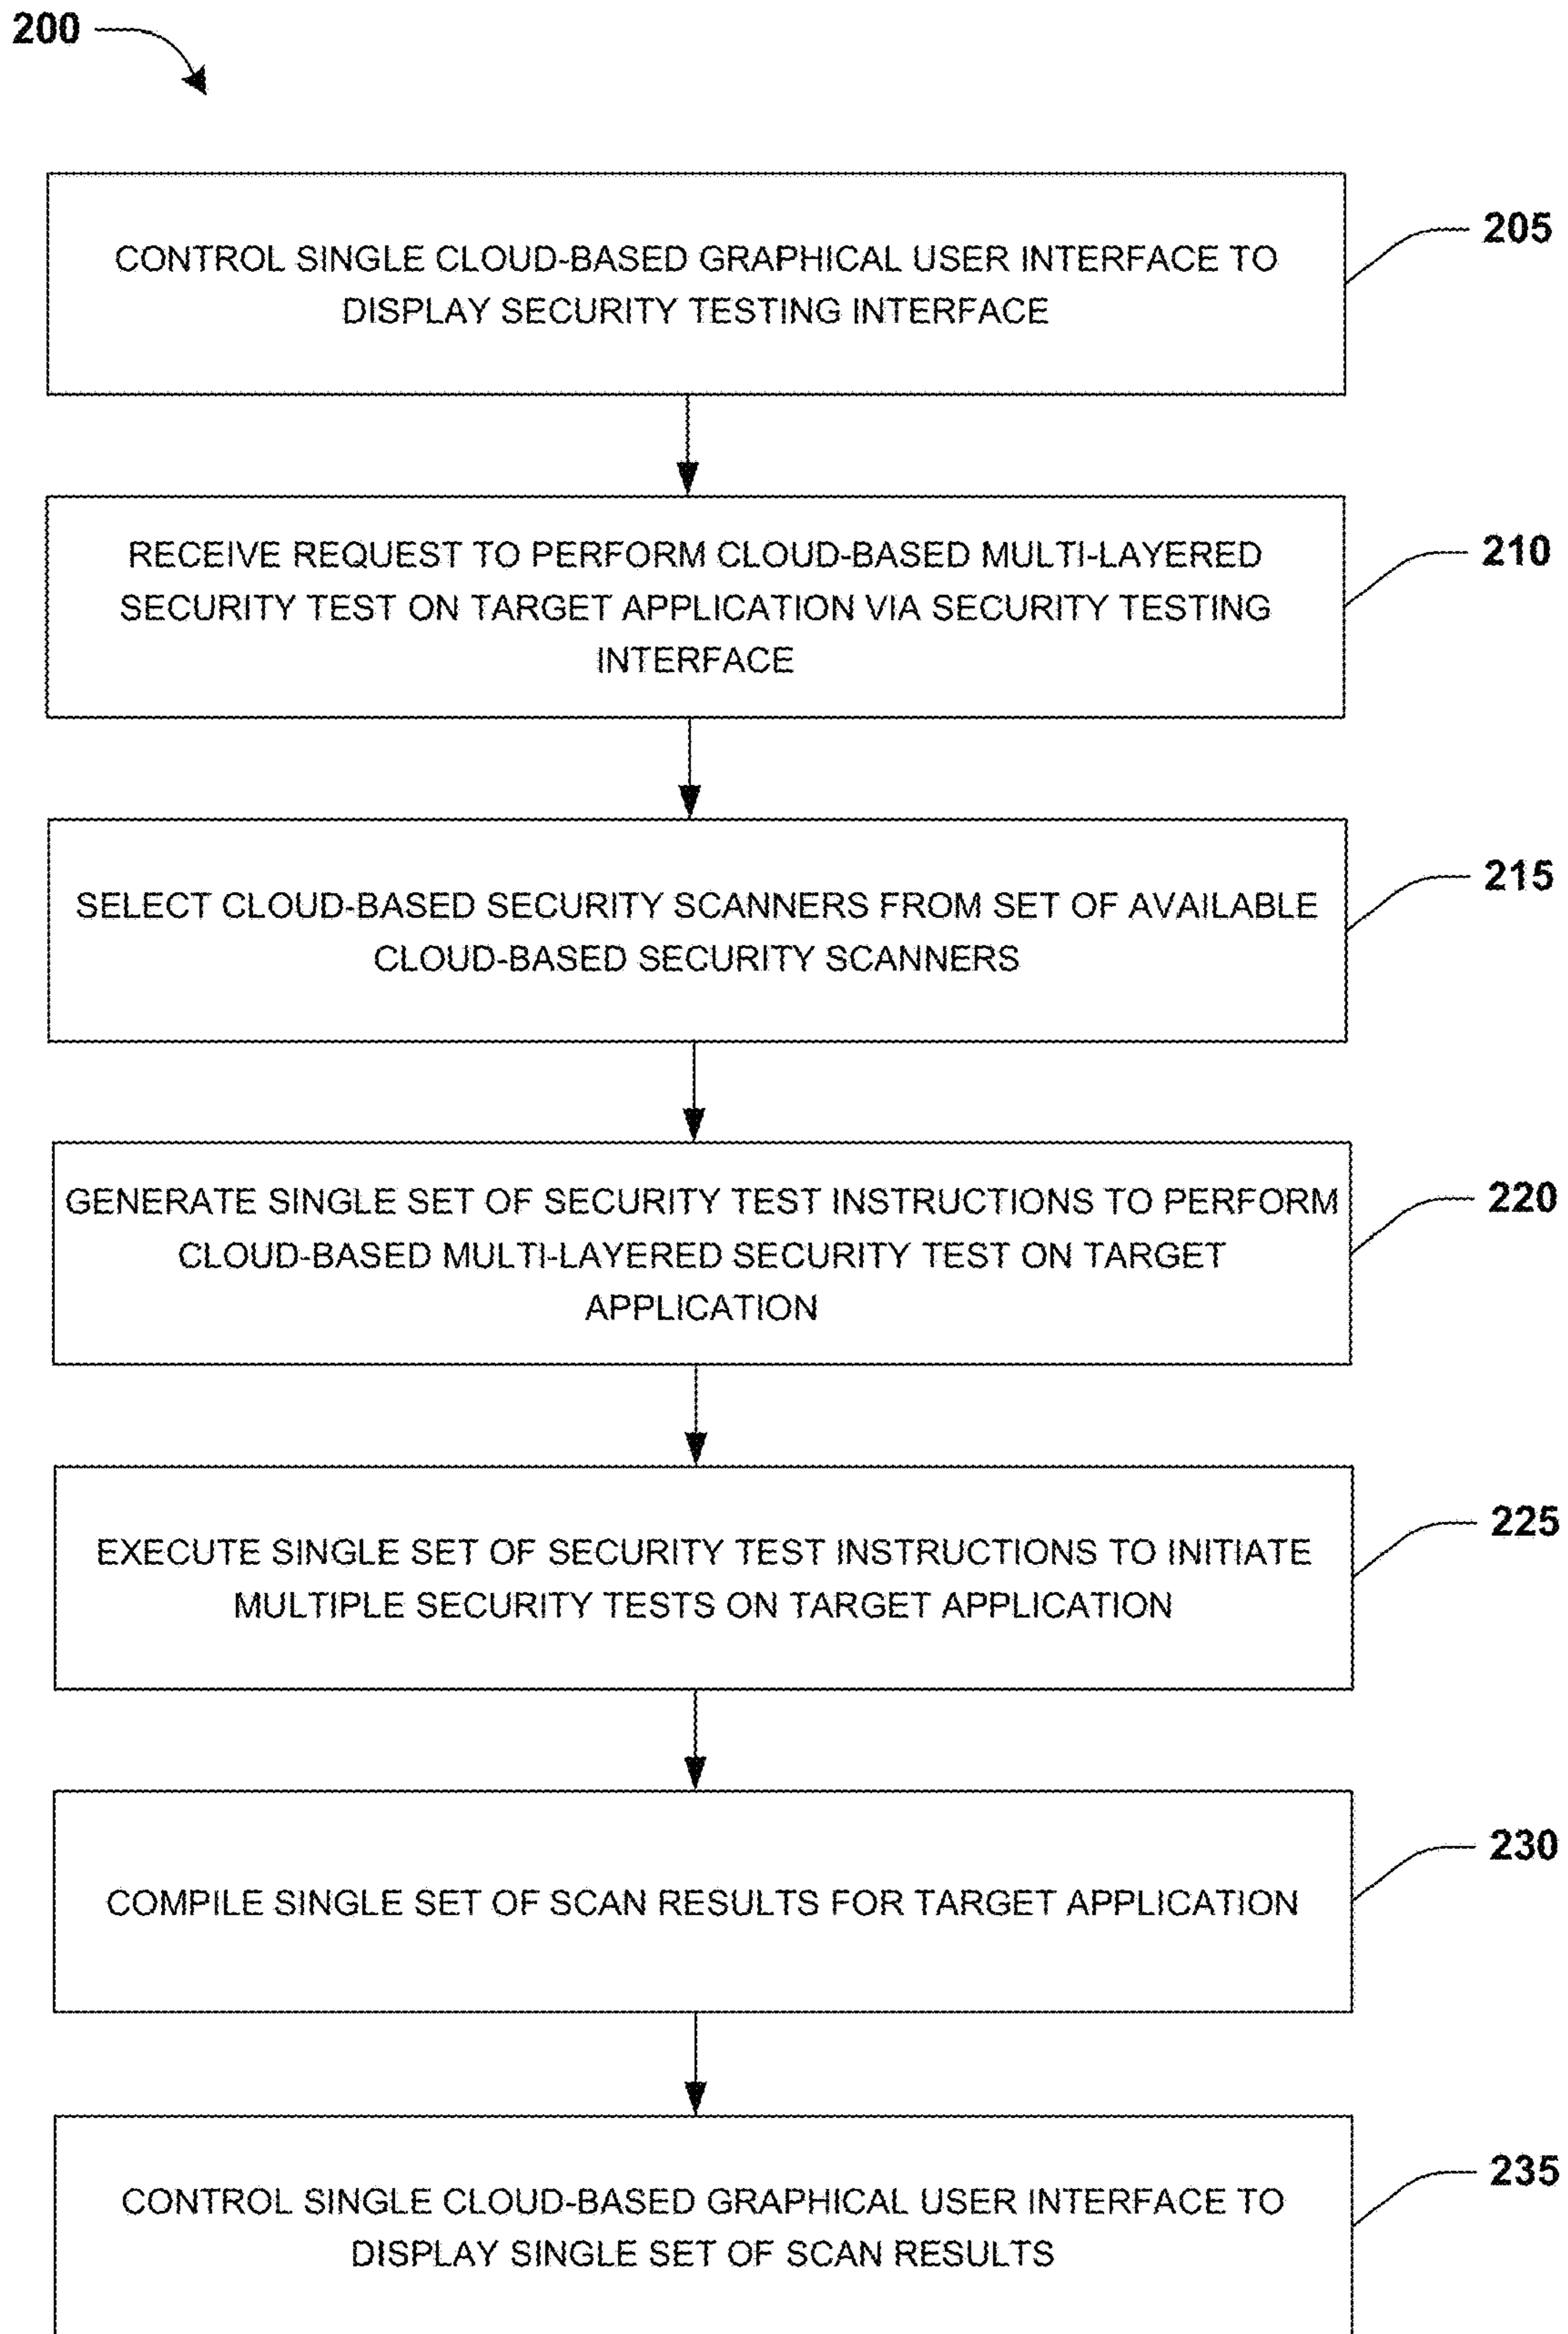 200
CONTROL SINGLE CLOUD-BASED GRAPHICAL USER INTERFACE TO
DISPLAY SECURITY TESTING INTERFACE
205
RECEIVE REQUEST TO PERFORM CLOUD-BASED MULTI-LAYERED
SECURITY TEST ON TARGET APPLICATION VIA SECURITY TESTING
INTERFACE
210
SELECT CLOUD-BASED SECURITY SCANNERS FROM SET OF AVAILABLE
CLOUD-BASED SECURITY SCANNERS
215
GENERATE SINGLE SET OF SECURITY TEST INSTRUCTIONS TO PERFORM
CLOUD-BASED MULTI-LAYERED SECURITY TEST ON TARGET
APPLICATION
220
EXECUTE SINGLE SET OF SECURITY TEST INSTRUCTIONS TO INITIATE
MULTIPLE SECURITY TESTS ON TARGET APPLICATION
225
COMPILE SINGLE SET OF SCAN RESULTS FOR TARGET APPLICATION
230
CONTROL SINGLE CLOUD-BASED GRAPHICAL USER INTERFACE TO
DISPLAY SINGLE SET OF SCAN RESULTS
235